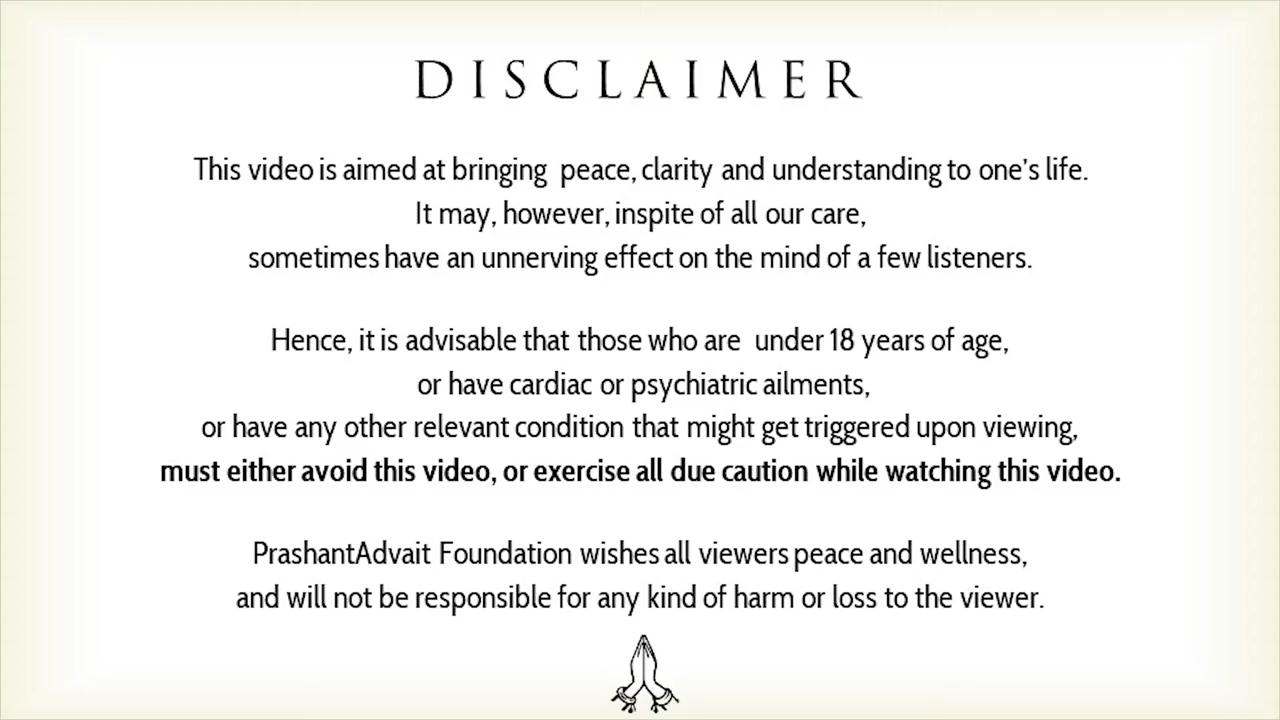 DISCLAIMER
This video is aimed at bringing peace, clarity and understanding to one's life.
It may, however, inspite of all our care,
sometimes have an unnerving effect on the mind of a few listeners.
Hence, it is advisable that those who are under 18 years of age,
or have cardiac or psychiatric ailments,
or have any other relevant condition that might get triggered upon viewing,
must either avoid this video, or exercise all due caution while watching this video.
PrashantAdvait Foundation wishes all viewers peace and wellness,
and will not be responsible for any kind of harm or loss to the viewer.